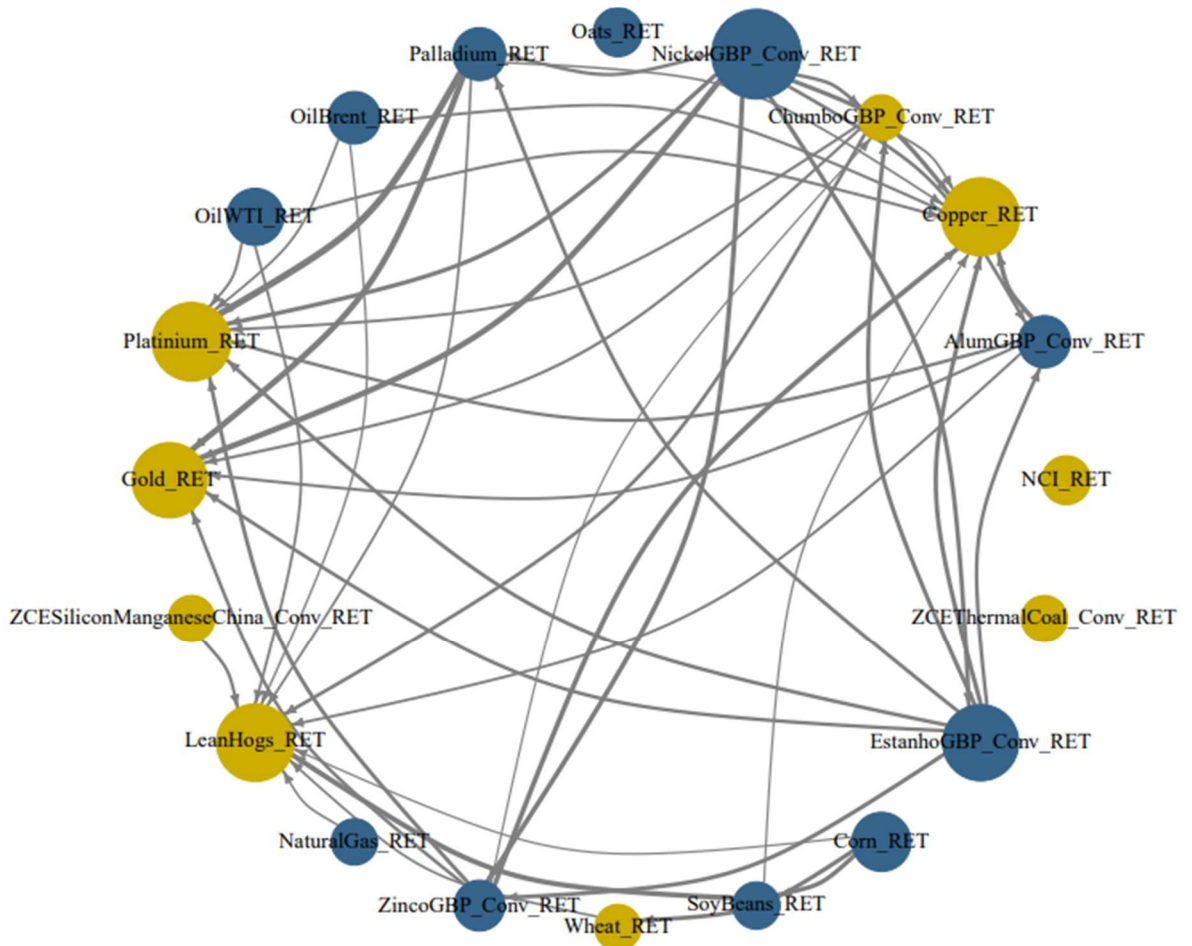 Oats_RET
Palladium_RET
NickelGBP_Conv_RET
OilBrent_RET
ChumboGBP_Conv_RET
OilWTI_RET
Copper_RET
Platinium_RET
AlumGBP_Conv_RET
Gold_RET
NCI_RET
ZCESiliconManganeseChina_Conv_RET
ZCEThermalCoal_Conv_RET
LeanHogs_RET
EstanhoGBP_Conv_RET
NaturalGas_RET
Corn_RET
ZincoGBP_Conv_RET
SoyBeans_RET
Wheat_RET